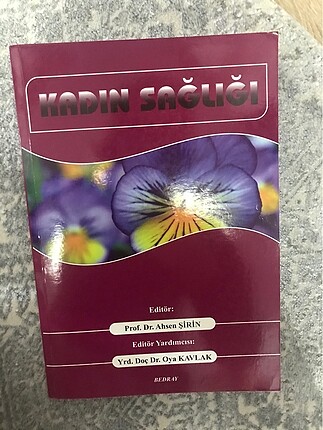 KADIN SAĞLIĞI
Editör:
Prof. Dr. Ahsen ŞİRİN
Editör Yardımcısı:
Yrd. Doç Dr. Oya KAVLAK
BEDRAY